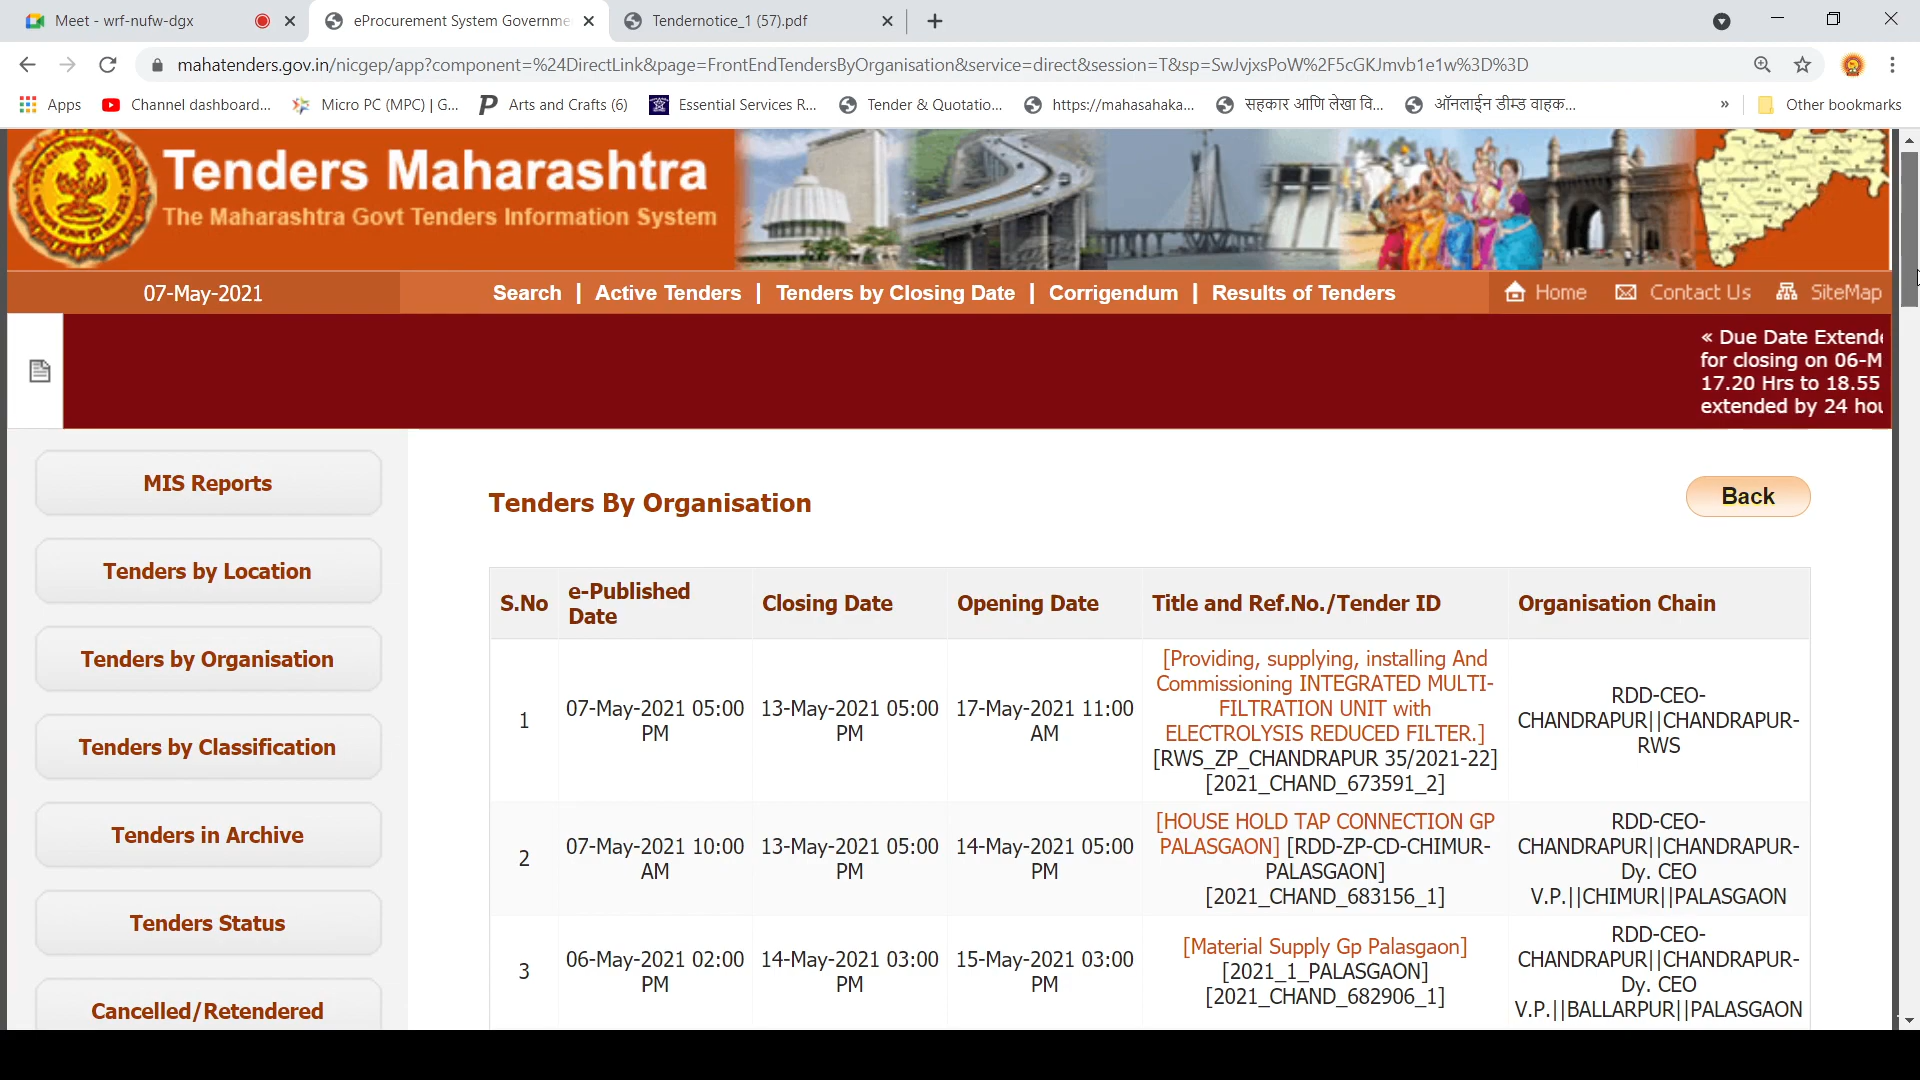 Meet - wrf-nufw-dgx
eProcurement System Governme
Tendernotice_1 (57).pdf
mahatenders.gov.in/nicgep/app?component=%24DirectLink&page=FrontEndTendersByOrganisation&service=direct&session=T&sp=SwJvjxsPoW%2F5cGKJmvb1e1w%3D%3D
Apps
Channel dashboard...
Micro PC (MPC) | G...
Arts and Crafts (6)
Essential Services R...
Tender & Quotatio...
https://mahasahaka...
सहकार आणि लेखा वि...
ऑनलाईन डीम्ड वाहक...
»
Other bookmarks
Tenders Maharashtra
The Maharashtra Govt Tenders Information System
07-May-2021
Search | Active Tenders | Tenders by Closing Date | Corrigendum | Results of Tenders
Home
Contact Us
SiteMap
« Due Date Extende
for closing on 06-M
17.20 Hrs to 18.55
extended by 24 hou
MIS Reports
Tenders by Location
Tenders by Organisation
Tenders by Classification
Tenders in Archive
Tenders Status
Cancelled/Retendered
Tenders By Organisation
Back
S.No
e-Published
Date
Closing Date
Opening Date
Title and Ref.No./Tender ID
Organisation Chain
1
07-May-2021 05:00
PM
13-May-2021 05:00
PM
17-May-2021 11:00
AM
[Providing, supplying, installing And
Commissioning INTEGRATED MULTI-
FILTRATION UNIT with
ELECTROLYSIS REDUCED FILTER.]
[RWS_ZP_CHANDRAPUR 35/2021-22]
[2021_CHAND_673591_2]
RDD-CEO-
CHANDRAPUR||CHANDRAPUR-
RWS
2
07-May-2021 10:00
AM
13-May-2021 05:00
PM
14-May-2021 05:00
PM
[HOUSE HOLD TAP CONNECTION GP
PALASGAON] [RDD-ZP-CD-CHIMUR-
PALASGAON]
[2021_CHAND_683156_1]
RDD-CEO-
CHANDRAPUR||CHANDRAPUR-
Dy. CEO
V.P.||CHIMUR||PALASGAON
3
06-May-2021 02:00
PM
14-May-2021 03:00
PM
15-May-2021 03:00
PM
[Material Supply Gp Palasgaon]
[2021_1_PALASGAON]
[2021_CHAND_682906_1]
RDD-CEO-
CHANDRAPUR||CHANDRAPUR-
Dy. CEO
V.P.||BALLARPUR||PALASGAON